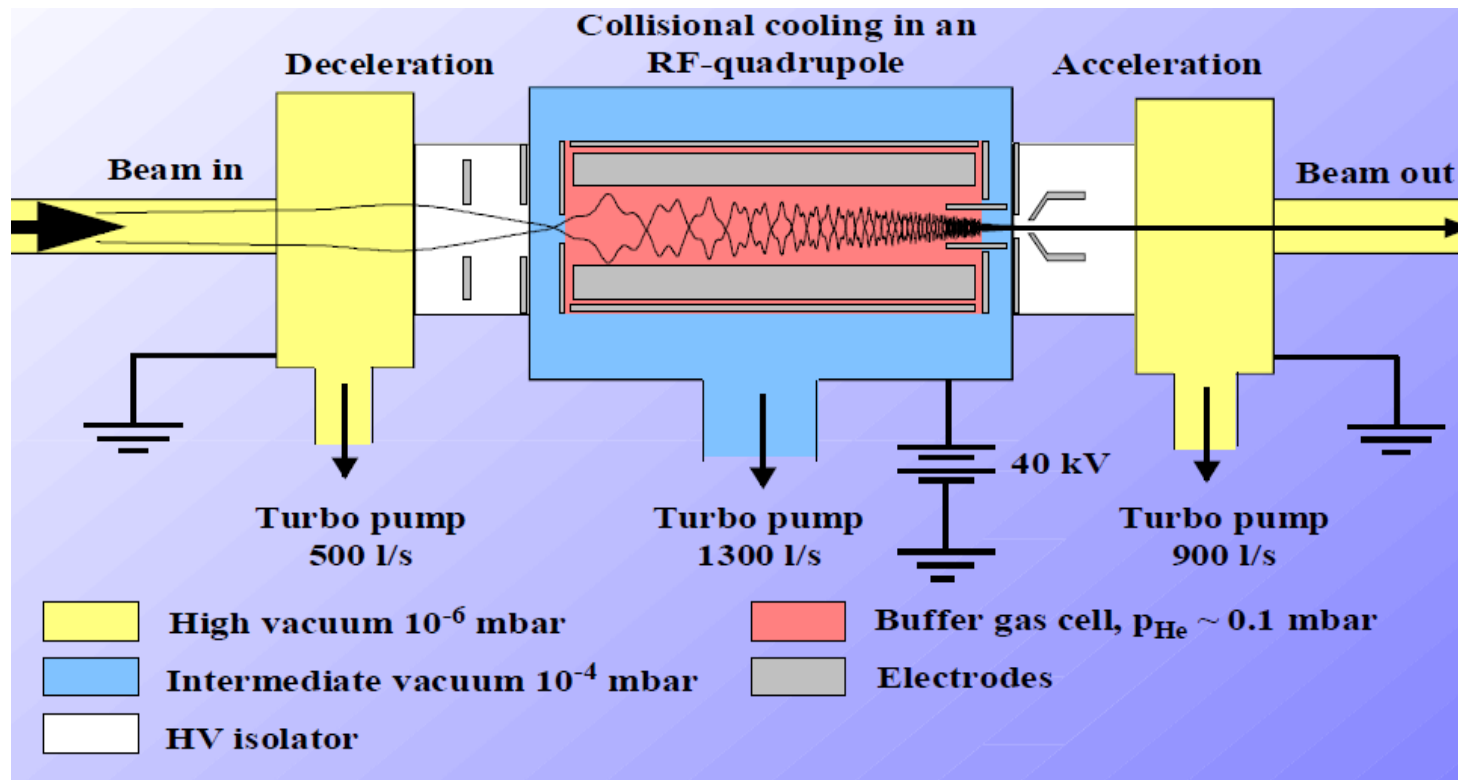 Collisional cooling in an
RF-quadrupole
Deceleration
Acceleration
Beam in
Beam out
40 kV
Turbo pump
500 l/s
Turbo pump
1300 l/s
Turbo pump
900 l/s
High vacuum 10⁻⁶ mbar
Buffer gas cell, pHe ~ 0.1 mbar
Intermediate vacuum 10⁻⁴ mbar
Electrodes
HV isolator